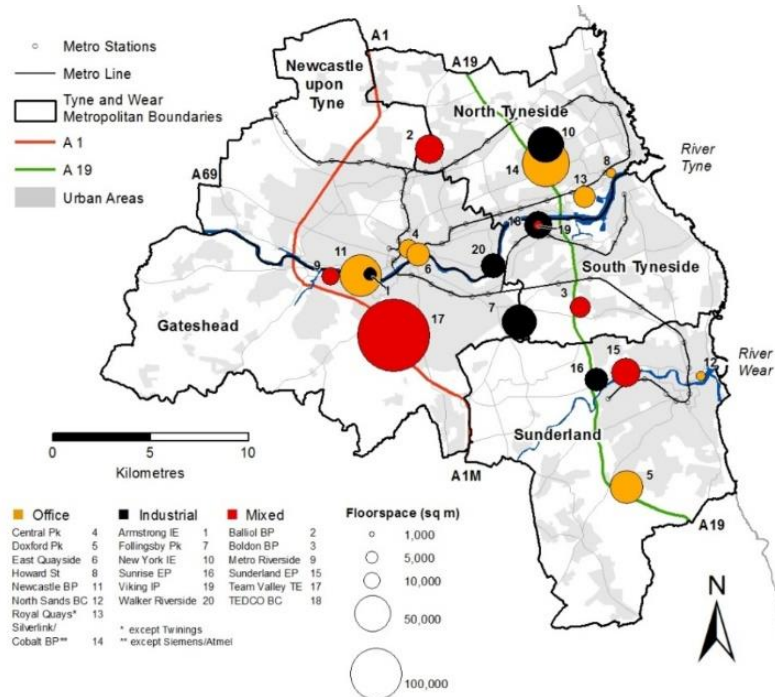 Metro Stations
Metro Line
Tyne and Wear
Metropolitan Boundaries
A 1
A 19
Urban Areas
A1
A19
Newcastle
upon
Tyne
North Tyneside
River
Tyne
A69
2
10
14
8
13
18
19
4
6
11
20
9
1
South Tyneside
Gateshead
17
7
3
River
Wear
16
15
12
Sunderland
5
A1M
A19
0 5 10
Kilometres
Office
Central Pk 4
Doxford Pk 5
East Quayside 6
Howard St 8
Newcastle BP 11
North Sands BC 12
Royal Quays* 13
Silverlink/
Cobalt BP** 14
Industrial
Armstrong IE 1
Follingsby Pk 7
New York IE 10
Sunrise EP 16
Viking IP 19
Walker Riverside 20
* except Twinings
** except Siemens/Atmel
Mixed
Balliol BP 2
Boldon BP 3
Metro Riverside 9
Sunderland EP 15
Team Valley TE 17
TEDCO BC 18
Floorspace (sq m)
1,000
5,000
10,000
50,000
100,000
N